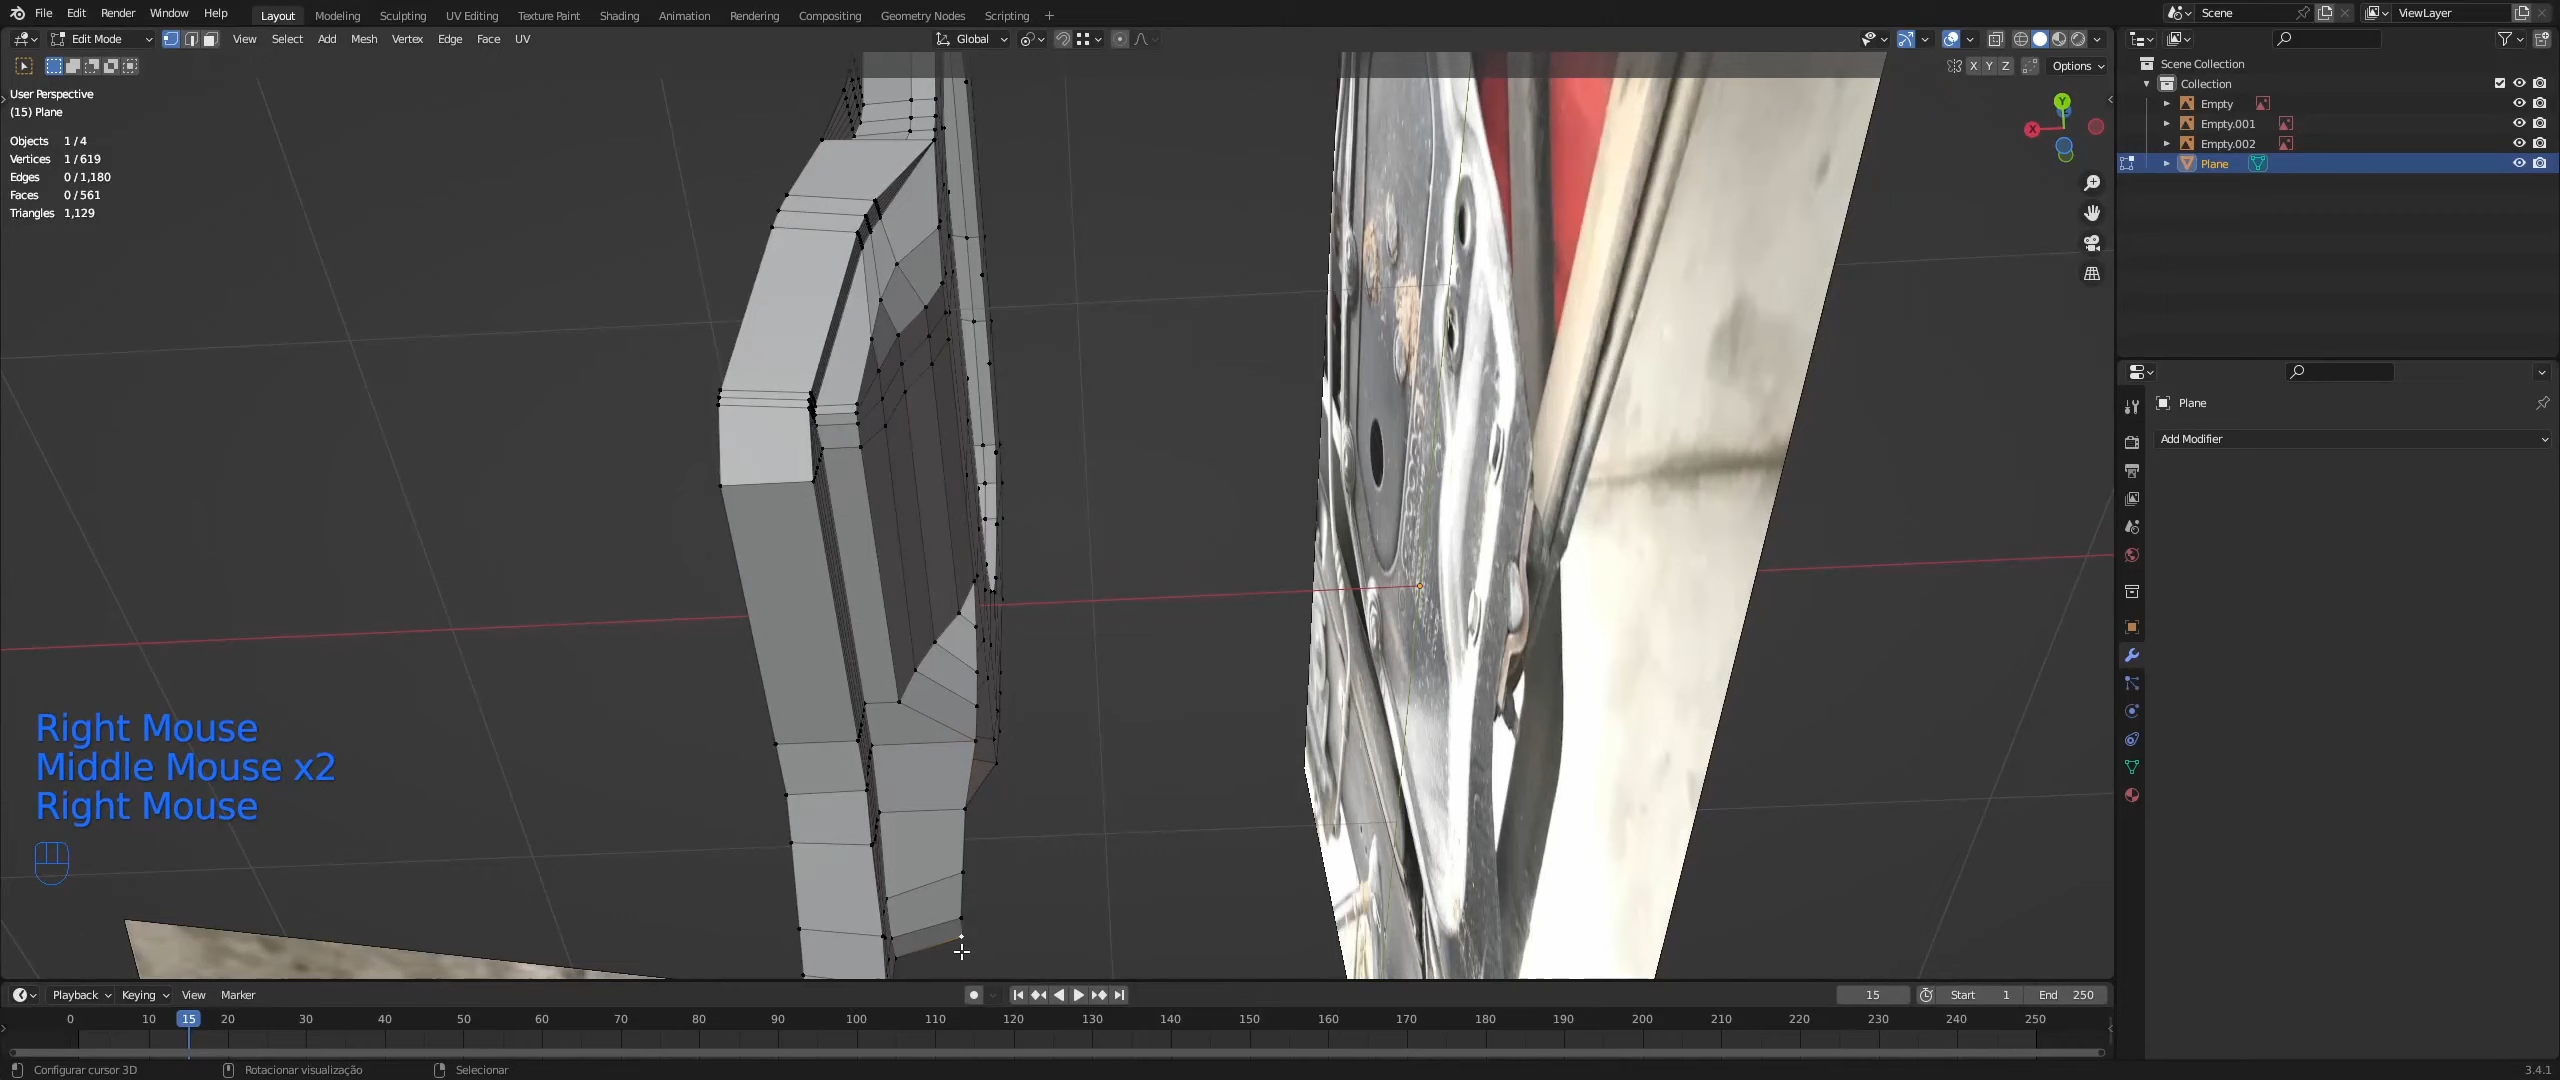 File Edit Render Window Help Layout Modeling Sculpting UV Editing Texture Paint Shading Animation Rendering Compositing Geometry Nodes Scripting + Scene ViewLayer
Edit Mode View Select Add Mesh Vertex Edge Face UV Global
X Y Z Options
User Perspective
(15) Plane
Objects 1/4
Vertices 1/619
Edges 0/1,180
Faces 0/561
Triangles 1,129
Y
X
Scene Collection
Collection
Empty
Empty.001
Empty.002
Plane
Plane
Add Modifier
Right Mouse
Middle Mouse x2
Right Mouse
Playback Keying View Marker 15 Start 1 End 250
0 10 15 20 30 40 50 60 70 80 90 100 110 120 130 140 150 160 170 180 190 200 210 220 230 240 250
Configurar cursor 3D Rotacionar visualização Selecionar 3.4.1